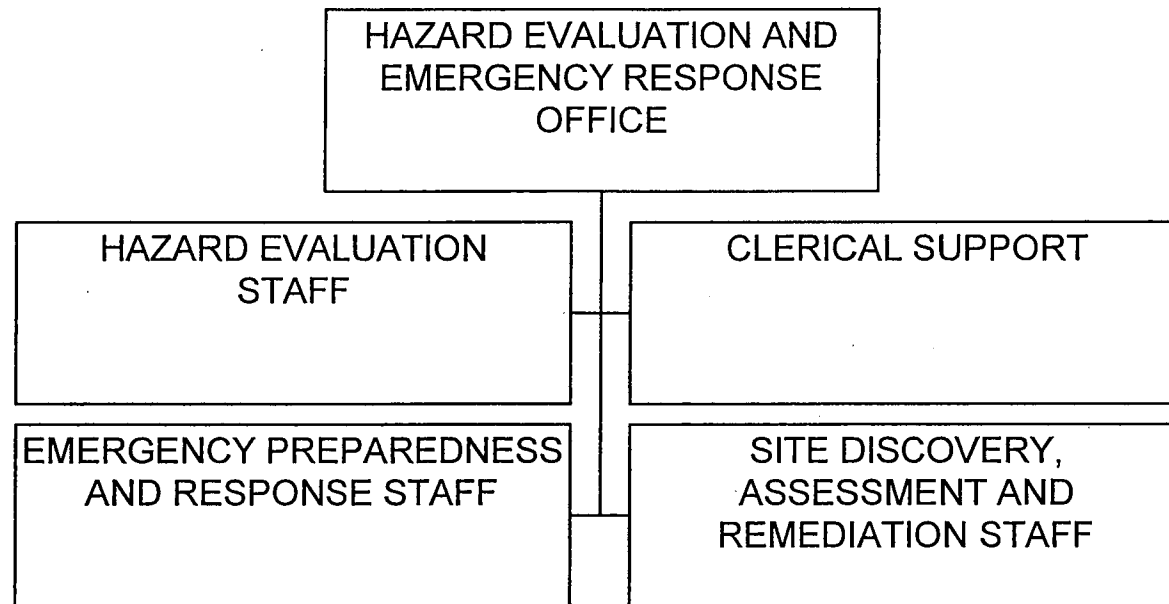 HAZARD EVALUATION AND
EMERGENCY RESPONSE
OFFICE
HAZARD EVALUATION
STAFF
CLERICAL SUPPORT
EMERGENCY PREPAREDNESS
AND RESPONSE STAFF
SITE DISCOVERY,
ASSESSMENT AND
REMEDIATION STAFF